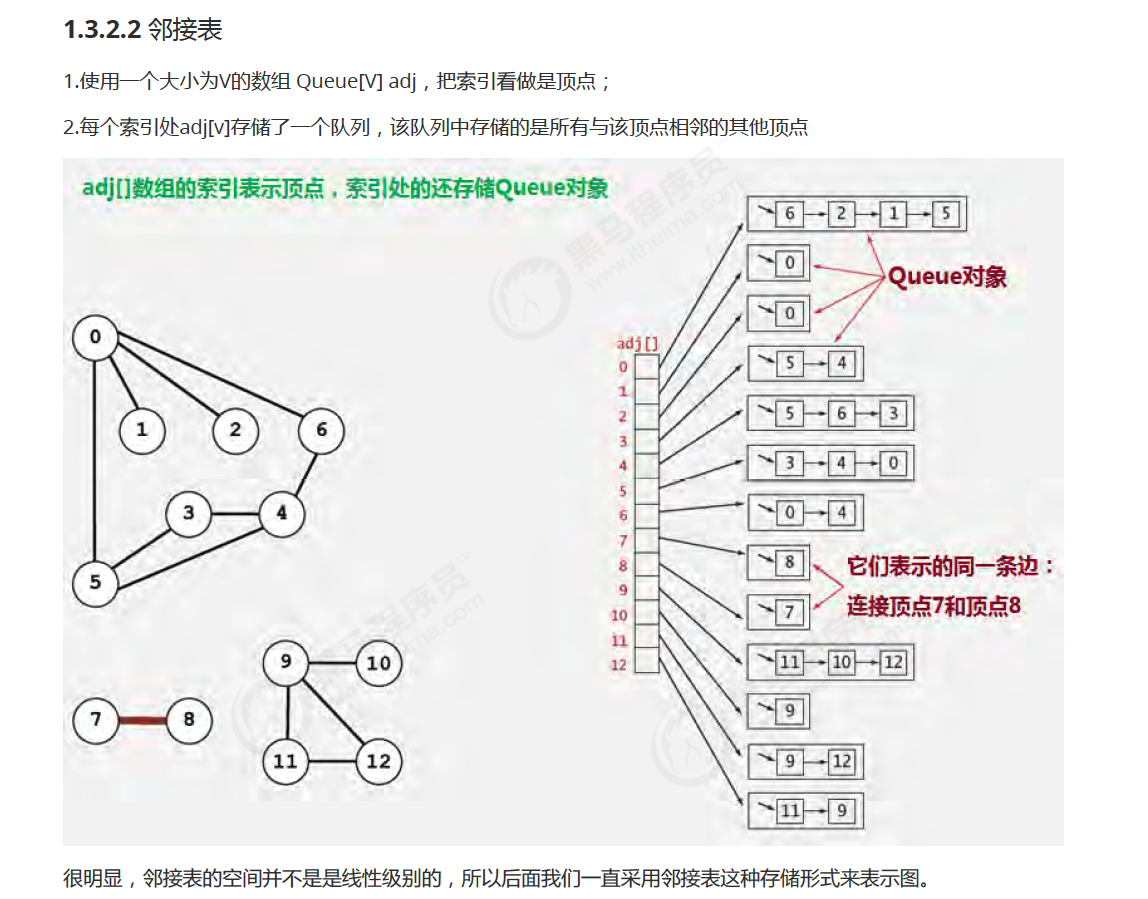 1.3.2.2 邻接表
1.使用一个大小为V的数组 Queue[V] adj，把索引看做是顶点；
2.每个索引处adj[v]存储了一个队列，该队列中存储的是所有与该顶点相邻的其他顶点
adj[]数组的索引表示顶点，索引处的还存储Queue对象
黑马程序员
www.itheima.com
6 2 1 5
0
Queue对象
0
5 4
5 6 3
3 4 0
0 4
8
它们表示的同一条边：
连接顶点7和顶点8
7
11 10 12
9
9 12
11 9
adj[]
0
1
2
3
4
5
6
7
8
9
10
11
12
0
1 2 6
3 4
5
9 10
7 8
11 12
黑马程序员
www.itheima.com
很明显，邻接表的空间并不是是线性级别的，所以后面我们一直采用邻接表这种存储形式来表示图。